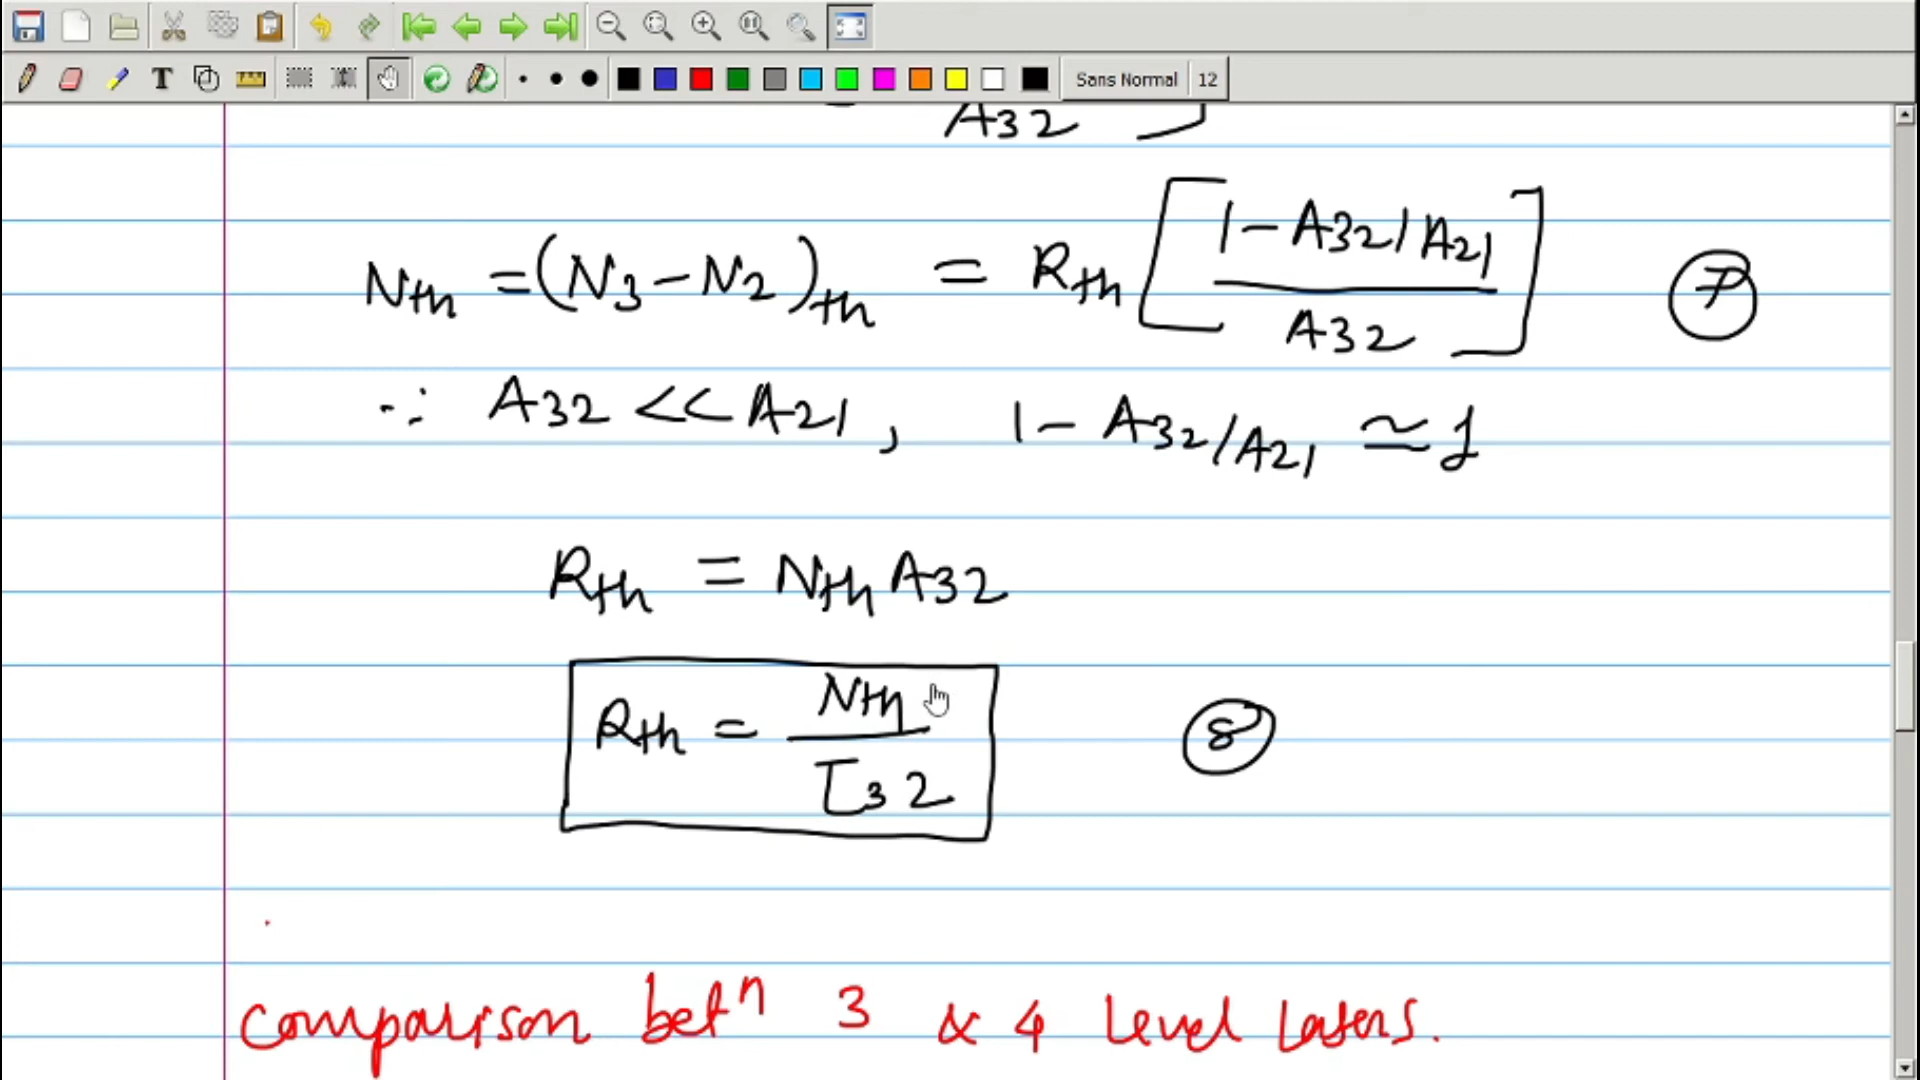 Sans Normal 12
A32 ]
Nth = (N3 - N2)th = Rth [ 1 - A32/A21 / A32 ] 7
∵ A32 << A21, 1 - A32/A21 ≃ 1
Rth = Nth A32
Rth = Nth / τ32 8
Comparison betn 3 & 4 level lasers.